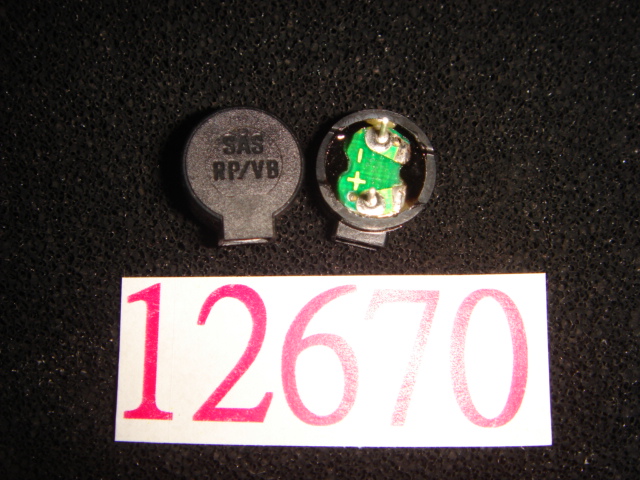 SAS
RP/VB
-
+
12670